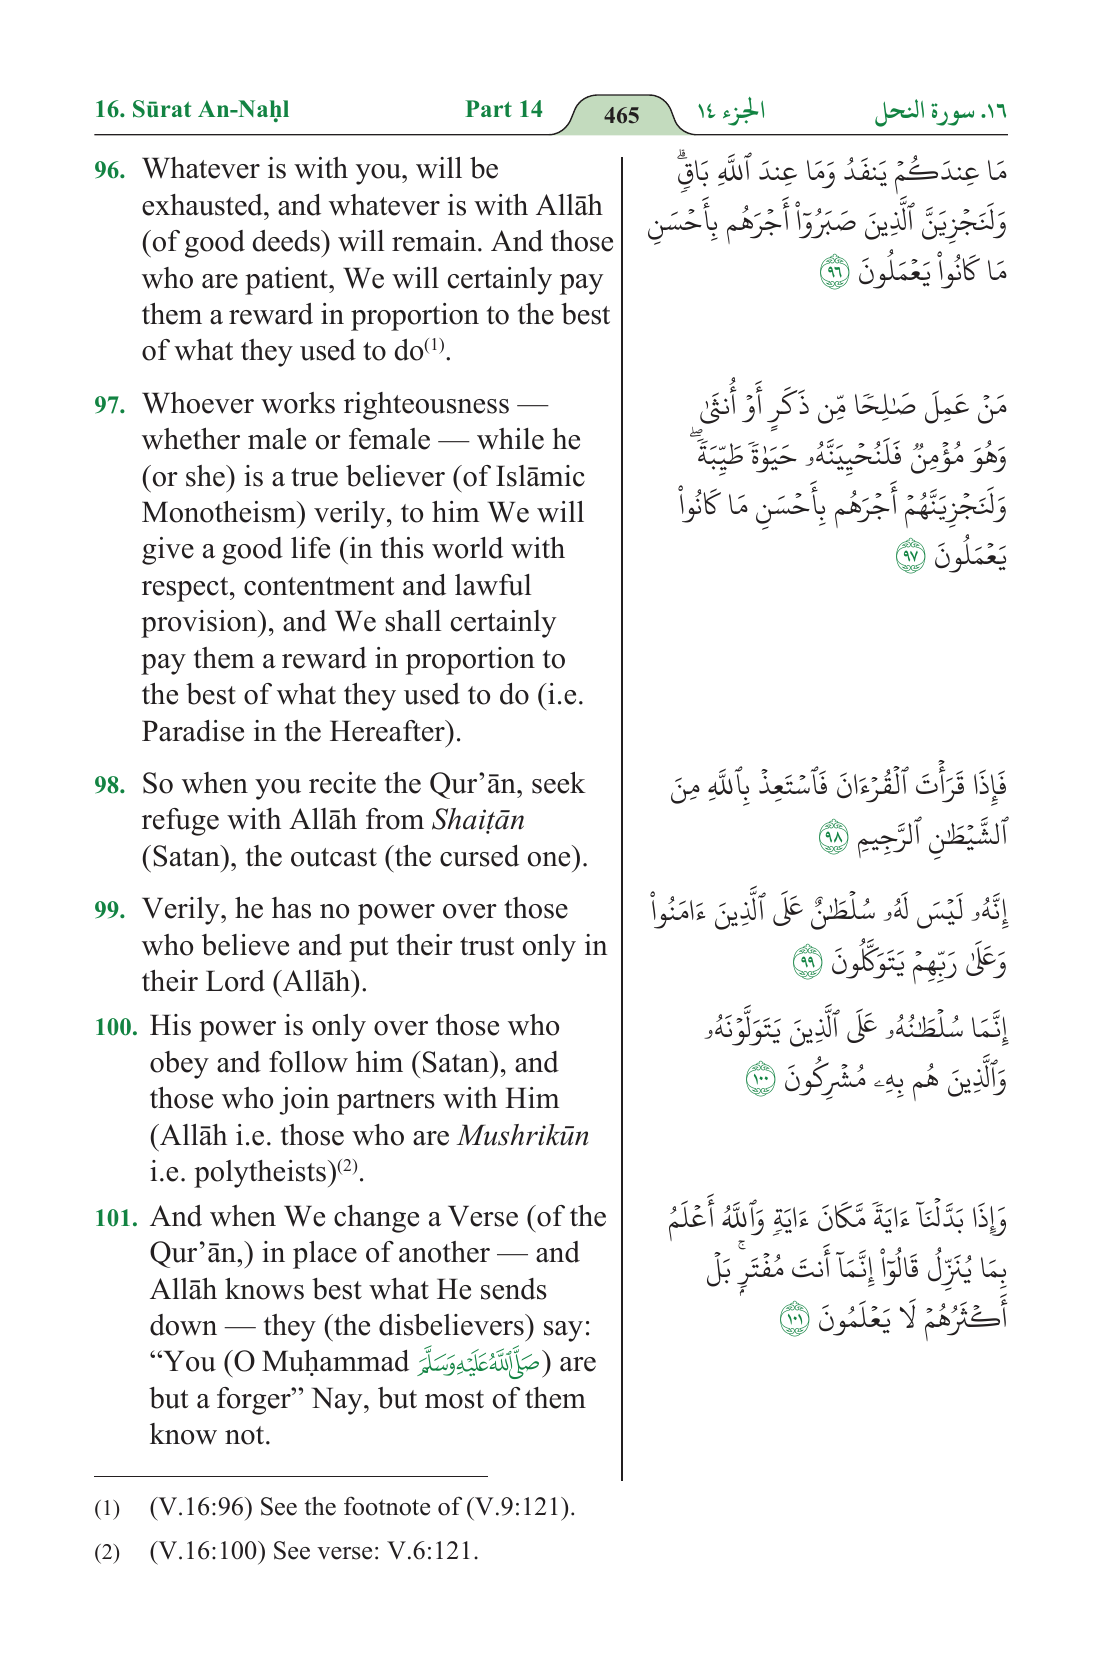 16. Sūrat An-Naḥl
Part 14
465
الجزء ١٤
١٦. سورة النحل
96. Whatever is with you, will be
exhausted, and whatever is with Allāh
(of good deeds) will remain. And those
who are patient, We will certainly pay
them a reward in proportion to the best
of what they used to do(1).
97. Whoever works righteousness —
whether male or female — while he
(or she) is a true believer (of Islāmic
Monotheism) verily, to him We will
give a good life (in this world with
respect, contentment and lawful
provision), and We shall certainly
pay them a reward in proportion to
the best of what they used to do (i.e.
Paradise in the Hereafter).
98. So when you recite the Qur’ān, seek
refuge with Allāh from Shaiṭān
(Satan), the outcast (the cursed one).
99. Verily, he has no power over those
who believe and put their trust only in
their Lord (Allāh).
100. His power is only over those who
obey and follow him (Satan), and
those who join partners with Him
(Allāh i.e. those who are Mushrikūn
i.e. polytheists)(2).
101. And when We change a Verse (of the
Qur’ān,) in place of another — and
Allāh knows best what He sends
down — they (the disbelievers) say:
“You (O Muḥammad صَلَّى ٱللَّهُ عَلَيْهِ وَسَلَّمَ) are
but a forger” Nay, but most of them
know not.
مَا عِندَكُمۡ يَنفَدُ وَمَا عِندَ ٱللَّهِ بَاقٖۗ
وَلَنَجۡزِيَنَّ ٱلَّذِينَ صَبَرُوٓاْ أَجۡرَهُم بِأَحۡسَنِ
مَا كَانُواْ يَعۡمَلُونَ ٩٦
مَنۡ عَمِلَ صَٰلِحٗا مِّن ذَكَرٍ أَوۡ أُنثَىٰ
وَهُوَ مُؤۡمِنٞ فَلَنُحۡيِيَنَّهُۥ حَيَوٰةٗ طَيِّبَةٗۖ
وَلَنَجۡزِيَنَّهُمۡ أَجۡرَهُم بِأَحۡسَنِ مَا كَانُواْ
يَعۡمَلُونَ ٩٧
فَإِذَا قَرَأۡتَ ٱلۡقُرۡءَانَ فَٱسۡتَعِذۡ بِٱللَّهِ مِنَ
ٱلشَّيۡطَٰنِ ٱلرَّجِيمِ ٩٨
إِنَّهُۥ لَيۡسَ لَهُۥ سُلۡطَٰنٌ عَلَى ٱلَّذِينَ ءَامَنُواْ
وَعَلَىٰ رَبِّهِمۡ يَتَوَكَّلُونَ ٩٩
إِنَّمَا سُلۡطَٰنُهُۥ عَلَى ٱلَّذِينَ يَتَوَلَّوۡنَهُۥ
وَٱلَّذِينَ هُم بِهِۦ مُشۡرِكُونَ ١٠٠
وَإِذَا بَدَّلۡنَآ ءَايَةٗ مَّكَانَ ءَايَةٖ وَٱللَّهُ أَعۡلَمُ
بِمَا يُنَزِّلُ قَالُوٓاْ إِنَّمَآ أَنتَ مُفۡتَرِۭۚ بَلۡ
أَكۡثَرُهُمۡ لَا يَعۡلَمُونَ ١٠١
(1) (V.16:96) See the footnote of (V.9:121).
(2) (V.16:100) See verse: V.6:121.